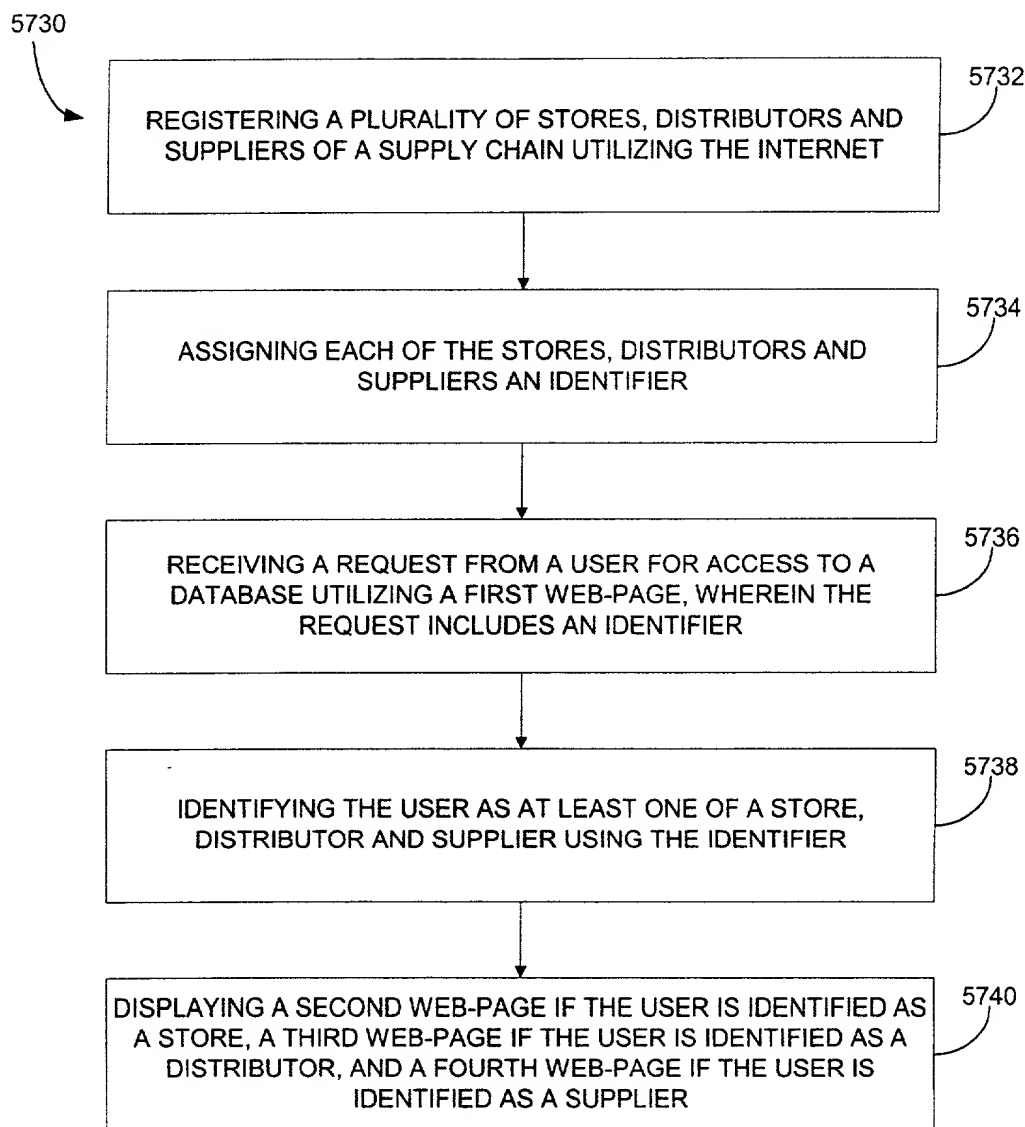 5730
5732
REGISTERING A PLURALITY OF STORES, DISTRIBUTORS AND
SUPPLIERS OF A SUPPLY CHAIN UTILIZING THE INTERNET
5734
ASSIGNING EACH OF THE STORES, DISTRIBUTORS AND
SUPPLIERS AN IDENTIFIER
5736
RECEIVING A REQUEST FROM A USER FOR ACCESS TO A
DATABASE UTILIZING A FIRST WEB-PAGE, WHEREIN THE
REQUEST INCLUDES AN IDENTIFIER
5738
IDENTIFYING THE USER AS AT LEAST ONE OF A STORE,
DISTRIBUTOR AND SUPPLIER USING THE IDENTIFIER
5740
DISPLAYING A SECOND WEB-PAGE IF THE USER IS IDENTIFIED AS
A STORE, A THIRD WEB-PAGE IF THE USER IS IDENTIFIED AS A
DISTRIBUTOR, AND A FOURTH WEB-PAGE IF THE USER IS
IDENTIFIED AS A SUPPLIER